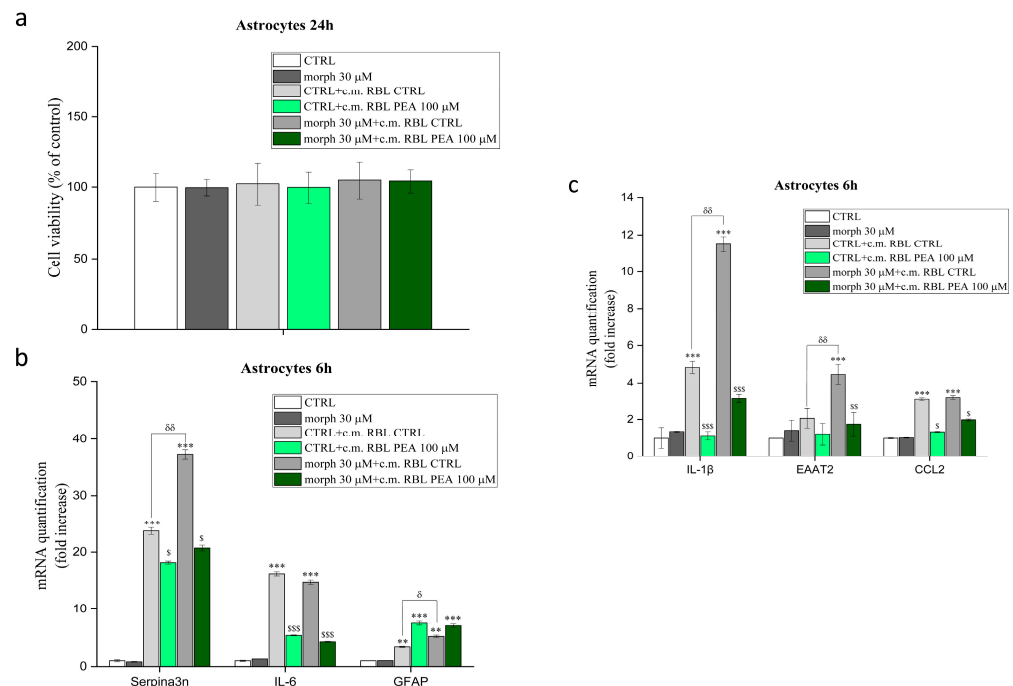 a
Astrocytes 24h
200
150
100
50
0
Cell viability (% of control)
CTRL
morph 30 μM
CTRL+c.m. RBL CTRL
CTRL+c.m. RBL PEA 100 μM
morph 30 μM+c.m. RBL CTRL
morph 30 μM+c.m. RBL PEA 100 μM
b
Astrocytes 6h
50
40
30
20
10
0
mRNA quantification
(fold increase)
CTRL
morph 30 μM
CTRL+c.m. RBL CTRL
CTRL+c.m. RBL PEA 100 μM
morph 30 μM+c.m. RBL CTRL
morph 30 μM+c.m. RBL PEA 100 μM
δδ
***
***
$
$
***
***
$$$
$$$
δ
**
***
**
***
Serpina3n
IL-6
GFAP
c
Astrocytes 6h
14
12
10
8
6
4
2
0
mRNA quantification
(fold increase)
CTRL
morph 30 μM
CTRL+c.m. RBL CTRL
CTRL+c.m. RBL PEA 100 μM
morph 30 μM+c.m. RBL CTRL
morph 30 μM+c.m. RBL PEA 100 μM
δδ
***
***
$$$
$$$
δδ
***
$$
***
***
$
$
IL-1β
EAAT2
CCL2